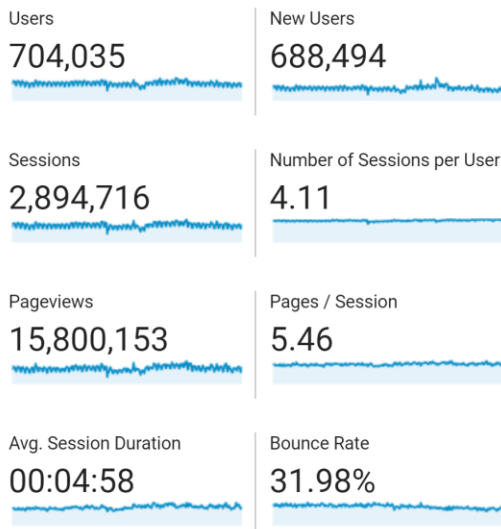 Users
704,035
New Users
688,494
Sessions
2,894,716
Number of Sessions per User
4.11
Pageviews
15,800,153
Pages / Session
5.46
Avg. Session Duration
00:04:58
Bounce Rate
31.98%